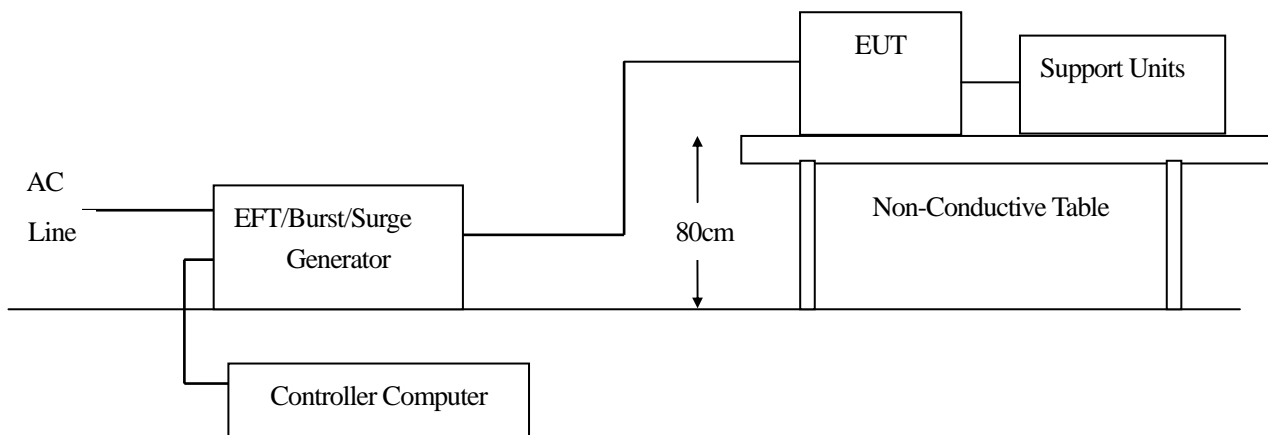 EUT
Support Units
AC
Line
EFT/Burst/Surge
Generator
80cm
Non-Conductive Table
Controller Computer